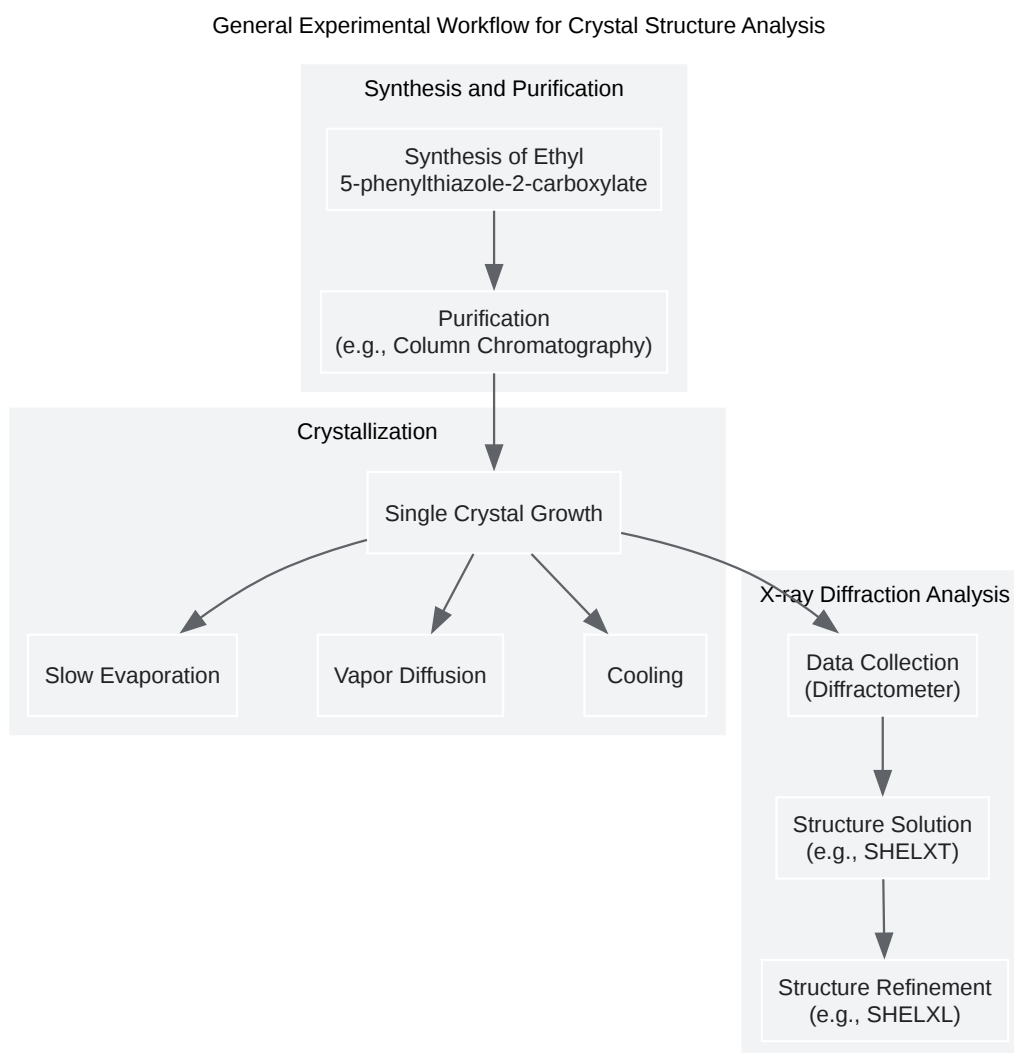 General Experimental Workflow for Crystal Structure Analysis
Synthesis and Purification
Synthesis of Ethyl
5-phenylthiazole-2-carboxylate
Purification
(e.g., Column Chromatography)
Crystallization
Single Crystal Growth
Slow Evaporation
Vapor Diffusion
Cooling
X-ray Diffraction Analysis
Data Collection
(Diffractometer)
Structure Solution
(e.g., SHELXT)
Structure Refinement
(e.g., SHELXL)